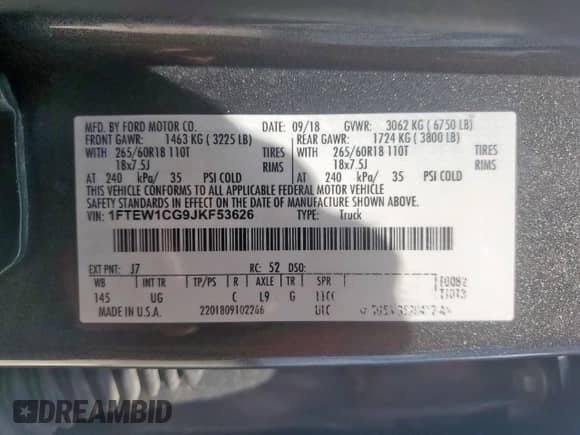 MFD. BY FORD MOTOR CO. DATE: 09/18 GVWR: 3062 KG ( 6750 LB)
FRONT GAWR: 1463 KG ( 3225 LB) REAR GAWR: 1724 KG ( 3800 LB)
WITH 265/60R18 110T TIRES WITH 265/60R18 110T TIRES
18x7.5J 18x7.5J
AT 240 kPa/ 35 PSI COLD AT 240 kPa/ 35 PSI COLD
THIS VEHICLE CONFORMS TO ALL APPLICABLE FEDERAL MOTOR VEHICLE
SAFETY STANDARDS IN EFFECT ON THE DATE OF MANUFACTURE SHOWN ABOVE.
VIN: 1FTEW1CG9JKF53626 TYPE: Truck
EXT PNT: J7 RC: 52 DSO:
WB INT TR TP/PS R AXLE TR SPR
145 UG C L9 G
MADE IN U.S.A. 2201809102266 UTC
DREAMBID